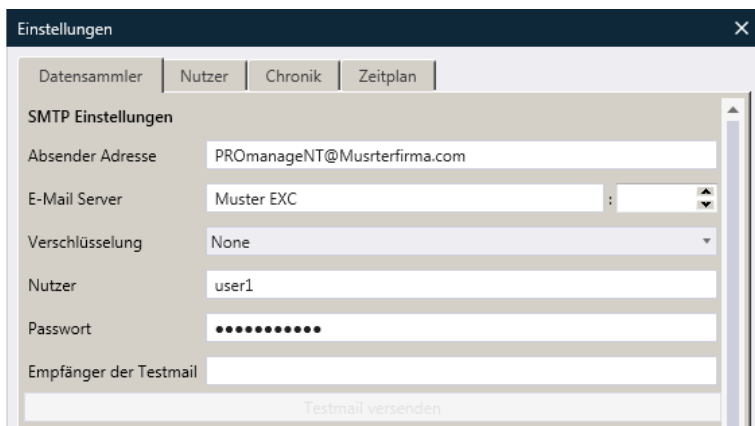 Einstellungen
Datensammler Nutzer Chronik Zeitplan
SMTP Einstellungen
Absender Adresse PROmanageNT@Musrterfirma.com
E-Mail Server Muster EXC :
Verschlüsselung None
Nutzer user1
Passwort ●●●●●●●●●●●
Empfänger der Testmail
Testmail versenden